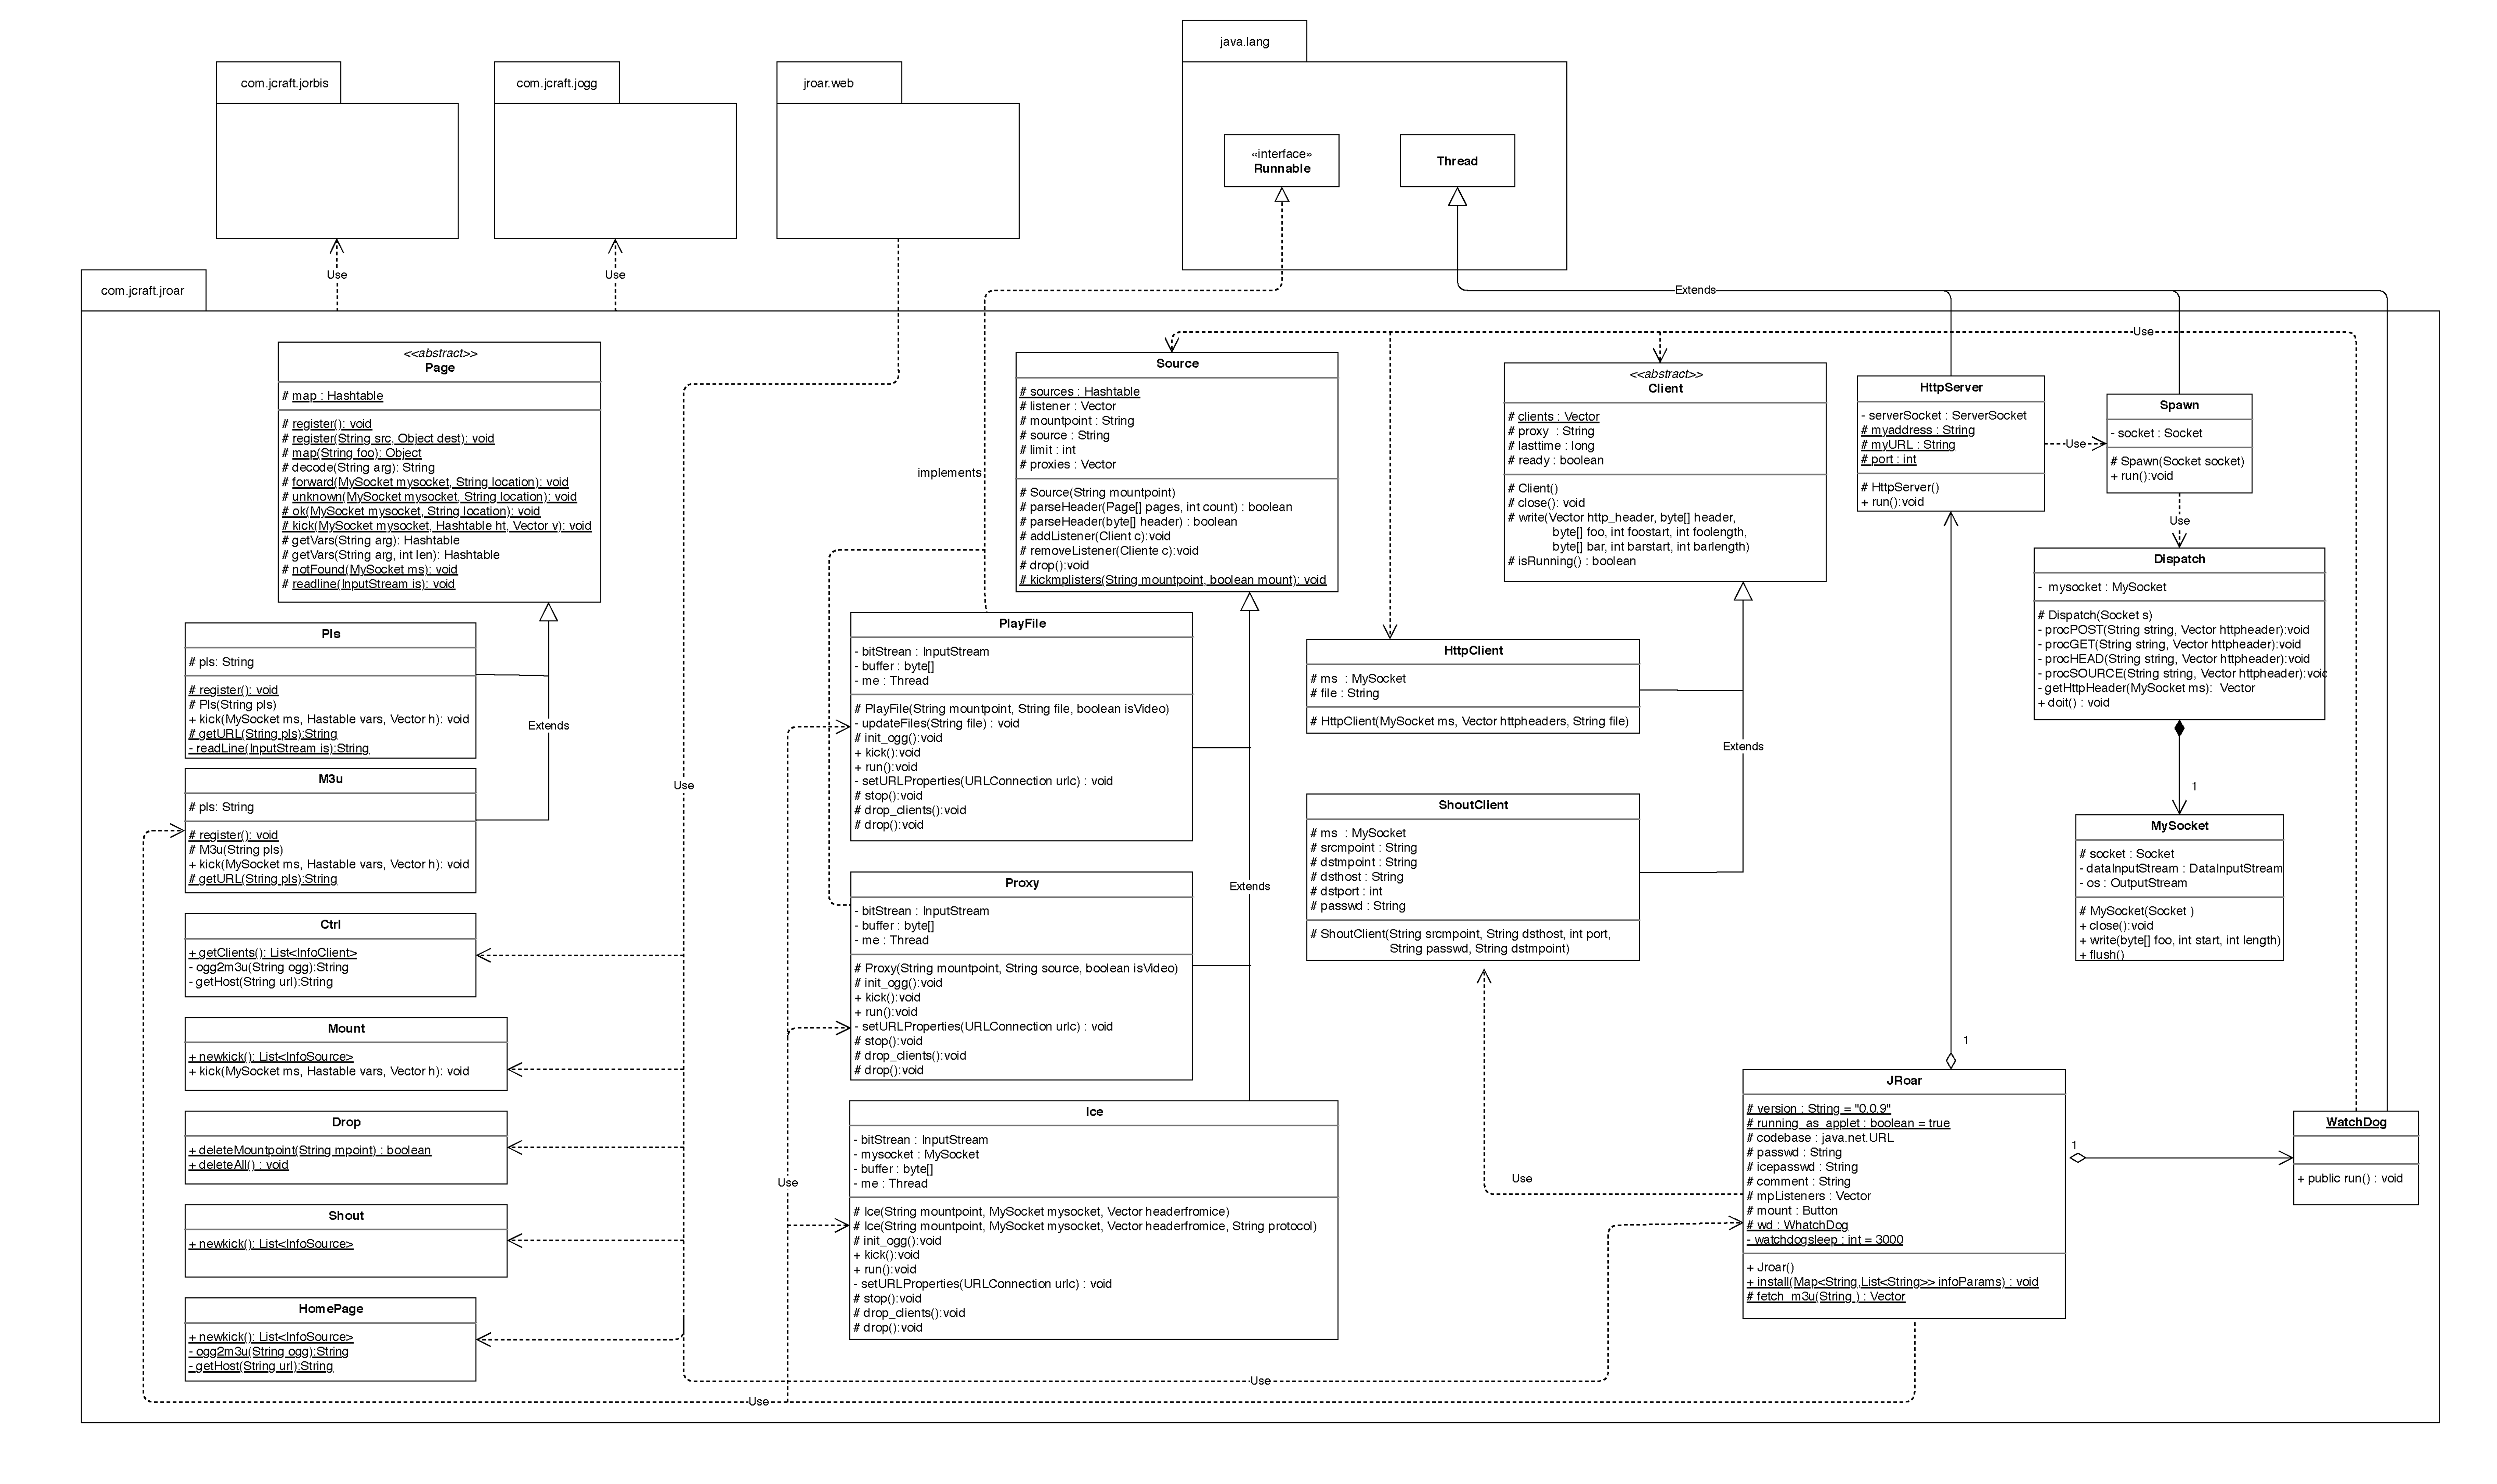 java.lang
com.jcraft.jorbis
com.jcraft.jogg
jroar.web
«interface»
Runnable
Thread
Use
Use
com.jcraft.jroar
Extends
Use
implements
<<abstract>>
Page
# map : Hashtable
# register(): void
# register(String src, Object dest): void
# map(String foo): Object
# decode(String arg): String
# forward(MySocket mysocket, String location): void
# unknown(MySocket mysocket, String location): void
# ok(MySocket mysocket, String location): void
# kick(MySocket mysocket, Hashtable ht, Vector v): void
# getVars(String arg): Hashtable
# getVars(String arg, int len): Hashtable
# notFound(MySocket ms): void
# readline(InputStream is): void
Source
# sources : Hashtable
# listener : Vector
# mountpoint : String
# source : String
# limit : int
# proxies : Vector
# Source(String mountpoint)
# parseHeader(Page[] pages, int count) : boolean
# parseHeader(byte[] header) : boolean
# addListener(Client c):void
# removeListener(Cliente c):void
# drop():void
# kickmplisters(String mountpoint, boolean mount): void
<<abstract>>
Client
# clients : Vector
# proxy : String
# lasttime : long
# ready : boolean
# Client()
# close(): void
# write(Vector http_header, byte[] header,
byte[] foo, int foostart, int foolength,
byte[] bar, int barstart, int barlength)
# isRunning() : boolean
HttpServer
- serverSocket : ServerSocket
# myaddress : String
# myURL : String
# port : int
# HttpServer()
+ run():void
Use
Spawn
- socket : Socket
# Spawn(Socket socket)
+ run():void
Use
Dispatch
- mysocket : MySocket
# Dispatch(Socket s)
- procPOST(String string, Vector httpheader):void
- procGET(String string, Vector httpheader):void
- procHEAD(String string, Vector httpheader):void
- procSOURCE(String string, Vector httpheader):void
- getHttpHeader(MySocket ms): Vector
+ doit() : void
1
MySocket
# socket : Socket
- dataInputStream : DataInputStream
- os : OutputStream
# MySocket(Socket )
+ close():void
+ write(byte[] foo, int start, int length)
+ flush()
Pls
# pls: String
# register(): void
# Pls(String pls)
+ kick(MySocket ms, Hastable vars, Vector h): void
# getURL(String pls):String
- readLine(InputStream is):String
Extends
M3u
# pls: String
# register(): void
# M3u(String pls)
+ kick(MySocket ms, Hastable vars, Vector h): void
# getURL(String pls):String
Ctrl
+ getClients(): List<InfoClient>
- ogg2m3u(String ogg):String
- getHost(String url):String
Mount
+ newkick(): List<InfoSource>
+ kick(MySocket ms, Hastable vars, Vector h): void
Drop
+ deleteMountpoint(String mpoint) : boolean
+ deleteAll() : void
Shout
+ newkick(): List<InfoSource>
HomePage
+ newkick(): List<InfoSource>
- ogg2m3u(String ogg):String
- getHost(String url):String
Use
PlayFile
- bitStrean : InputStream
- buffer : byte[]
- me : Thread
# PlayFile(String mountpoint, String file, boolean isVideo)
- updateFiles(String file) : void
# init_ogg():void
+ kick():void
+ run():void
- setURLProperties(URLConnection urlc) : void
# stop():void
# drop_clients():void
# drop():void
Proxy
- bitStrean : InputStream
- buffer : byte[]
- me : Thread
# Proxy(String mountpoint, String source, boolean isVideo)
# init_ogg():void
+ kick():void
+ run():void
- setURLProperties(URLConnection urlc) : void
# stop():void
# drop_clients():void
# drop():void
Extends
Use
Ice
- bitStrean : InputStream
- mysocket : MySocket
- buffer : byte[]
- me : Thread
# Ice(String mountpoint, MySocket mysocket, Vector headerfromice)
# Ice(String mountpoint, MySocket mysocket, Vector headerfromice, String protocol)
# init_ogg():void
+ kick():void
+ run():void
- setURLProperties(URLConnection urlc) : void
# stop():void
# drop_clients():void
# drop():void
HttpClient
# ms : MySocket
# file : String
# HttpClient(MySocket ms, Vector httpheaders, String file)
Extends
ShoutClient
# ms : MySocket
# srcmpoint : String
# dstmpoint : String
# dsthost : String
# dstport : int
# passwd : String
# ShoutClient(String srcmpoint, String dsthost, int port,
String passwd, String dstmpoint)
Use
1
JRoar
# version : String = "0.0.9"
# running_as_applet : boolean = true
# codebase : java.net.URL
# passwd : String
# icepasswd : String
# comment : String
# mpListeners : Vector
# mount : Button
# wd : WhatchDog
- watchdogsleep : int = 3000
+ Jroar()
+ install(Map<String,List<String>> infoParams) : void
# fetch_m3u(String ) : Vector
1
WatchDog
+ public run() : void
Use
Use